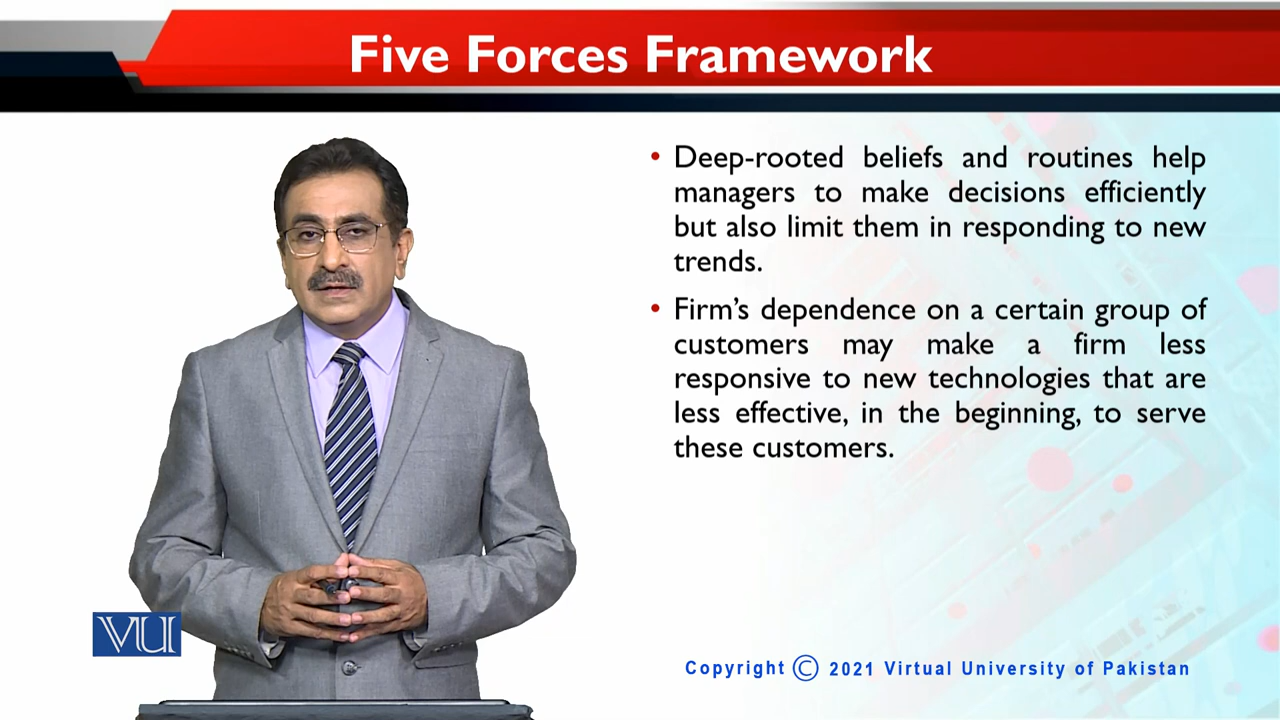 Five Forces Framework
• Deep-rooted beliefs and routines help
managers to make decisions efficiently
but also limit them in responding to new
trends.
• Firm’s dependence on a certain group of
customers may make a firm less
responsive to new technologies that are
less effective, in the beginning, to serve
these customers.
VU
Copyright © 2021 Virtual University of Pakistan